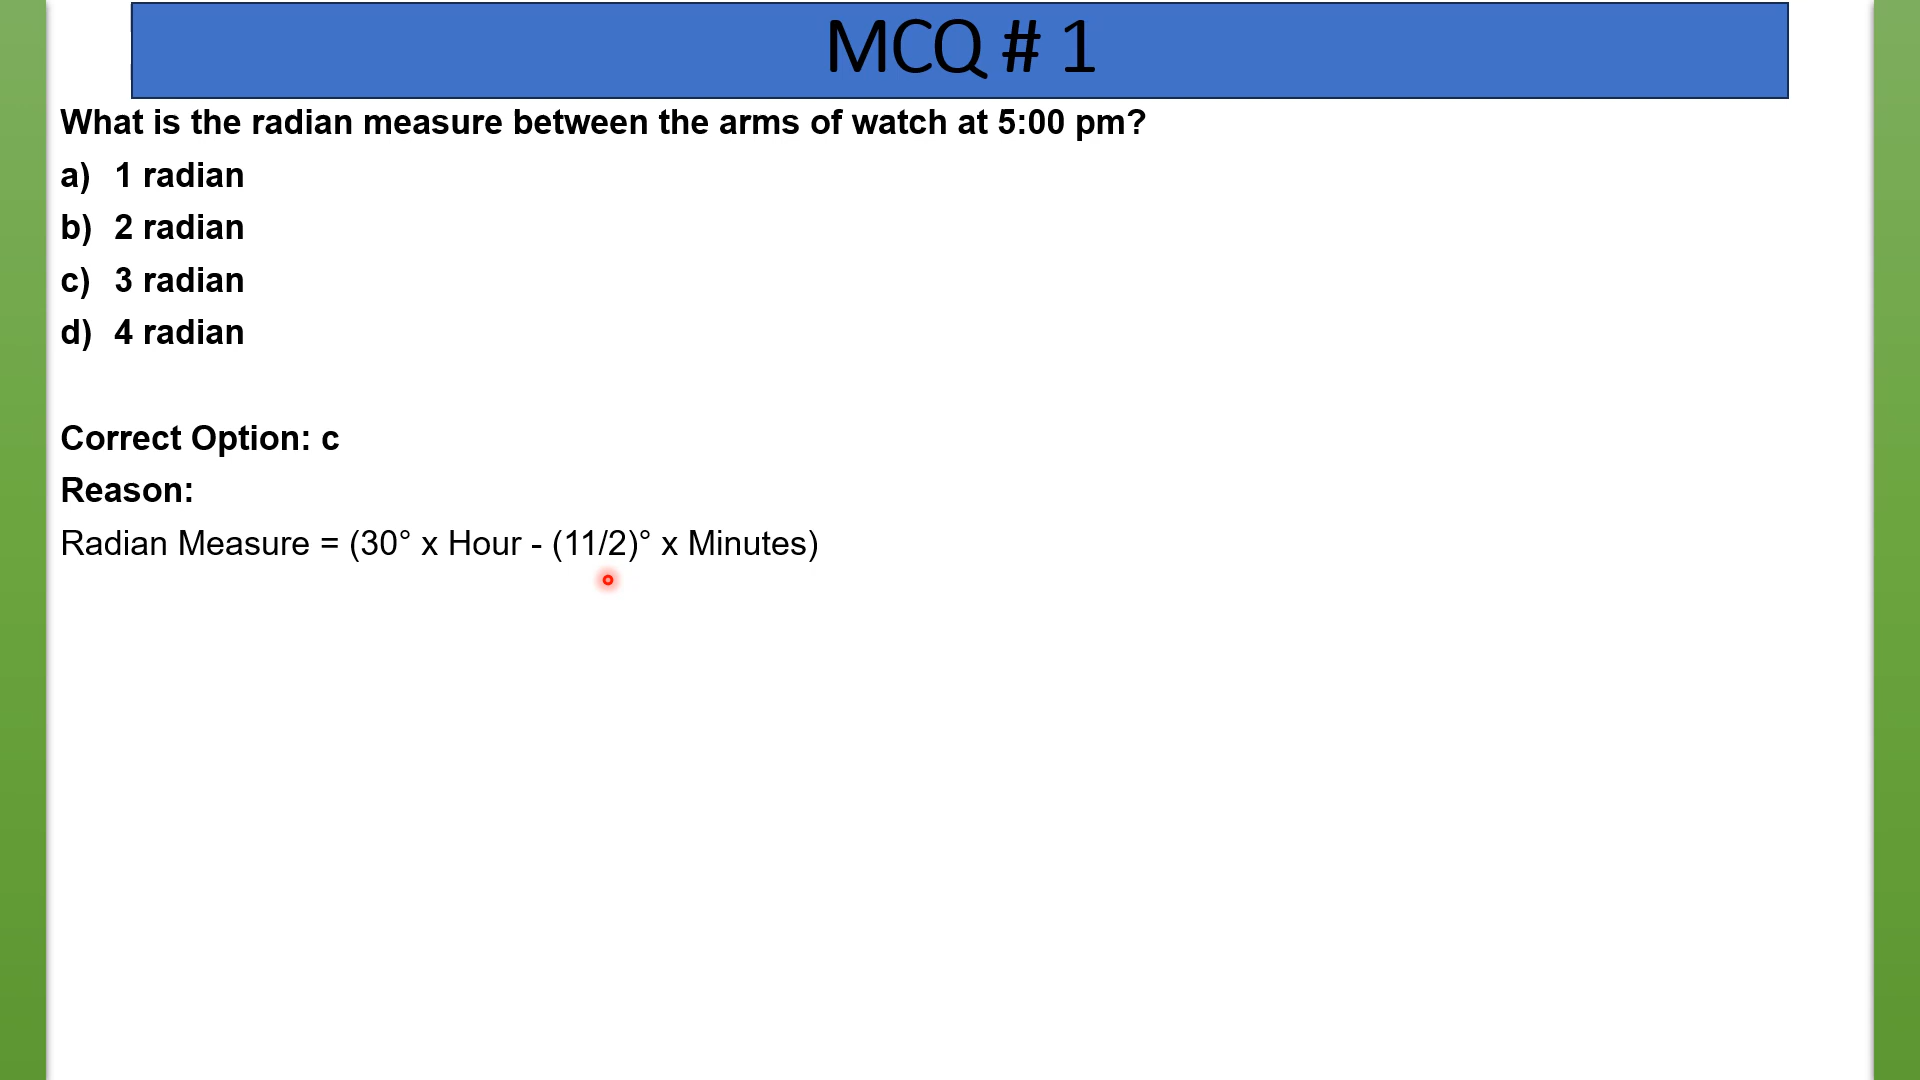 MCQ # 1
What is the radian measure between the arms of watch at 5:00 pm?
a) 1 radian
b) 2 radian
c) 3 radian
d) 4 radian
Correct Option: c
Reason:
Radian Measure = (30° x Hour - (11/2)° x Minutes)